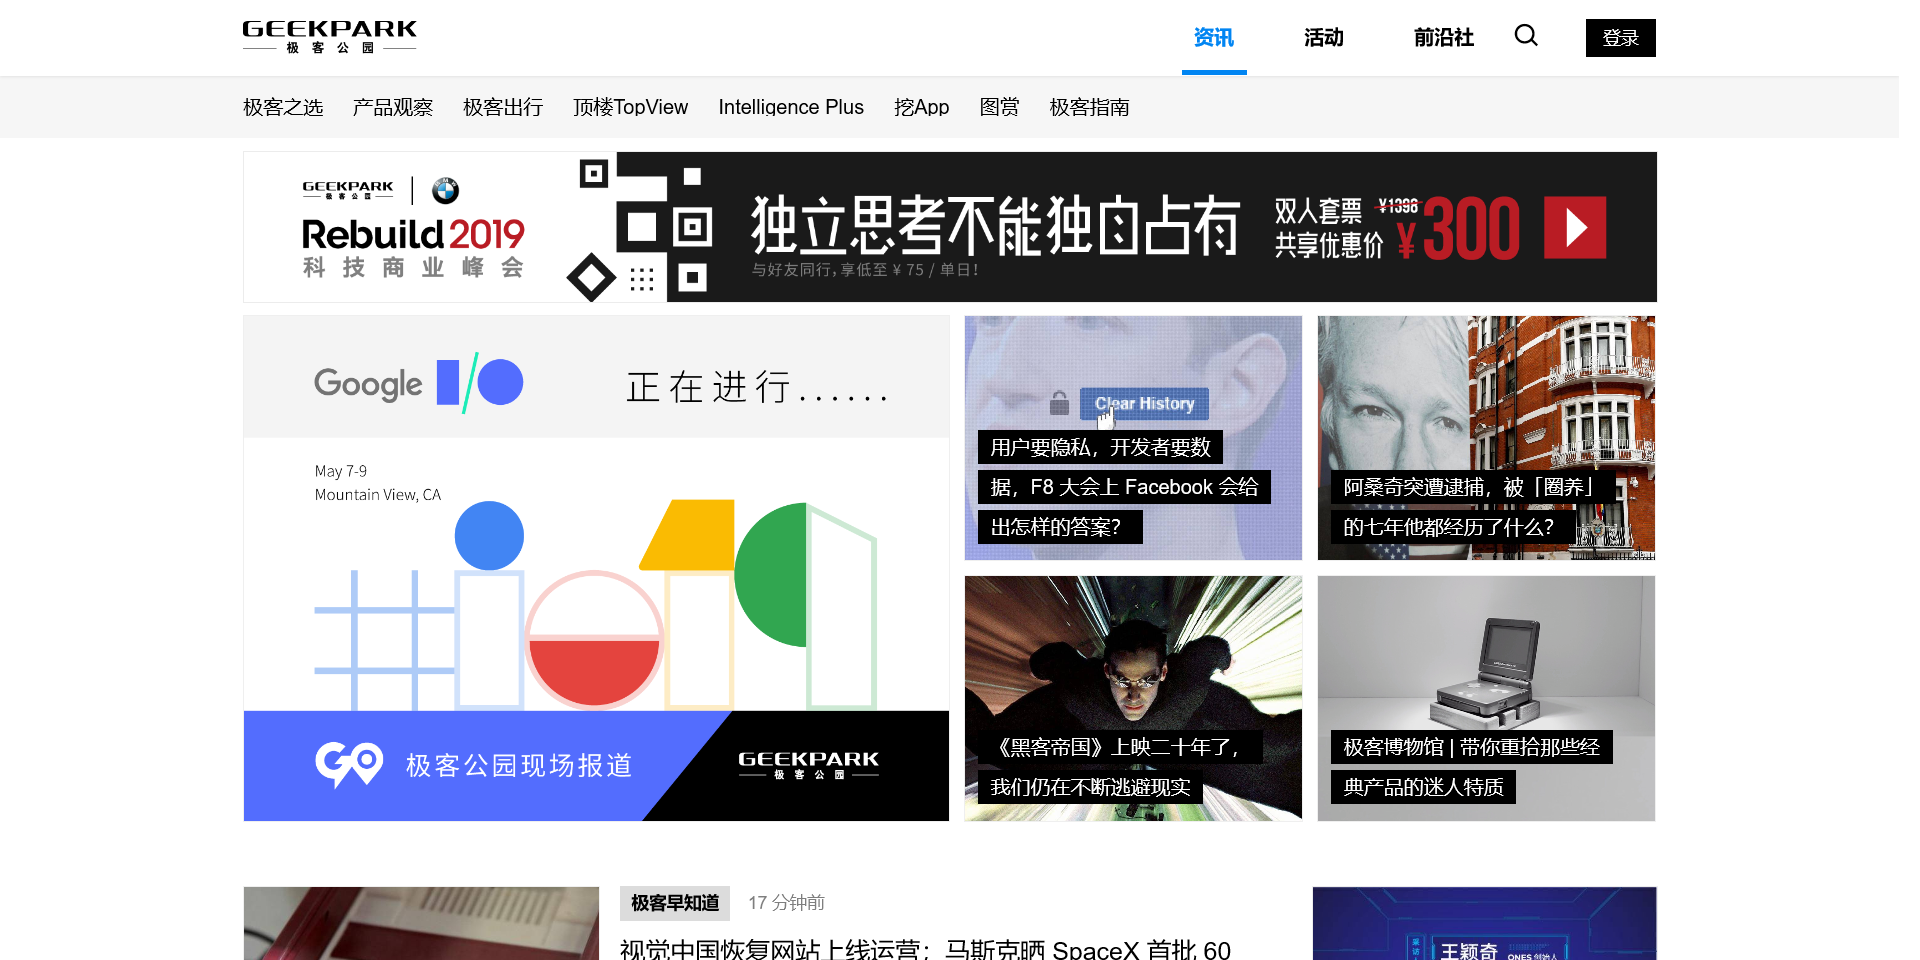 GEEKPARK
极客公园
资讯
活动
前沿社
登录
极客之选
产品观察
极客出行
顶楼TopView
Intelligence Plus
挖App
图赏
极客指南
GEEKPARK
极客公园
BMW
Rebuild 2019
科技商业峰会
独立思考不能独自占有
与好友同行，享低至 ¥ 75 / 单日！
双人套票 ¥1398
共享优惠价 ¥300
Google I/O
正在进行......
May 7-9
Mountain View, CA
#io19
GO 极客公园现场报道
GEEKPARK
极客公园
Clear History
用户要隐私，开发者要数
据，F8 大会上 Facebook 会给
出怎样的答案？
阿桑奇突遭逮捕，被「圈养」
的七年他都经历了什么？
《黑客帝国》上映二十年了，
我们仍在不断逃避现实
极客博物馆 | 带你重拾那些经
典产品的迷人特质
极客早知道
17 分钟前
视觉中国恢复网站上线运营；马斯克晒 SpaceX 首批 60
王颖奇
ONES 创始人